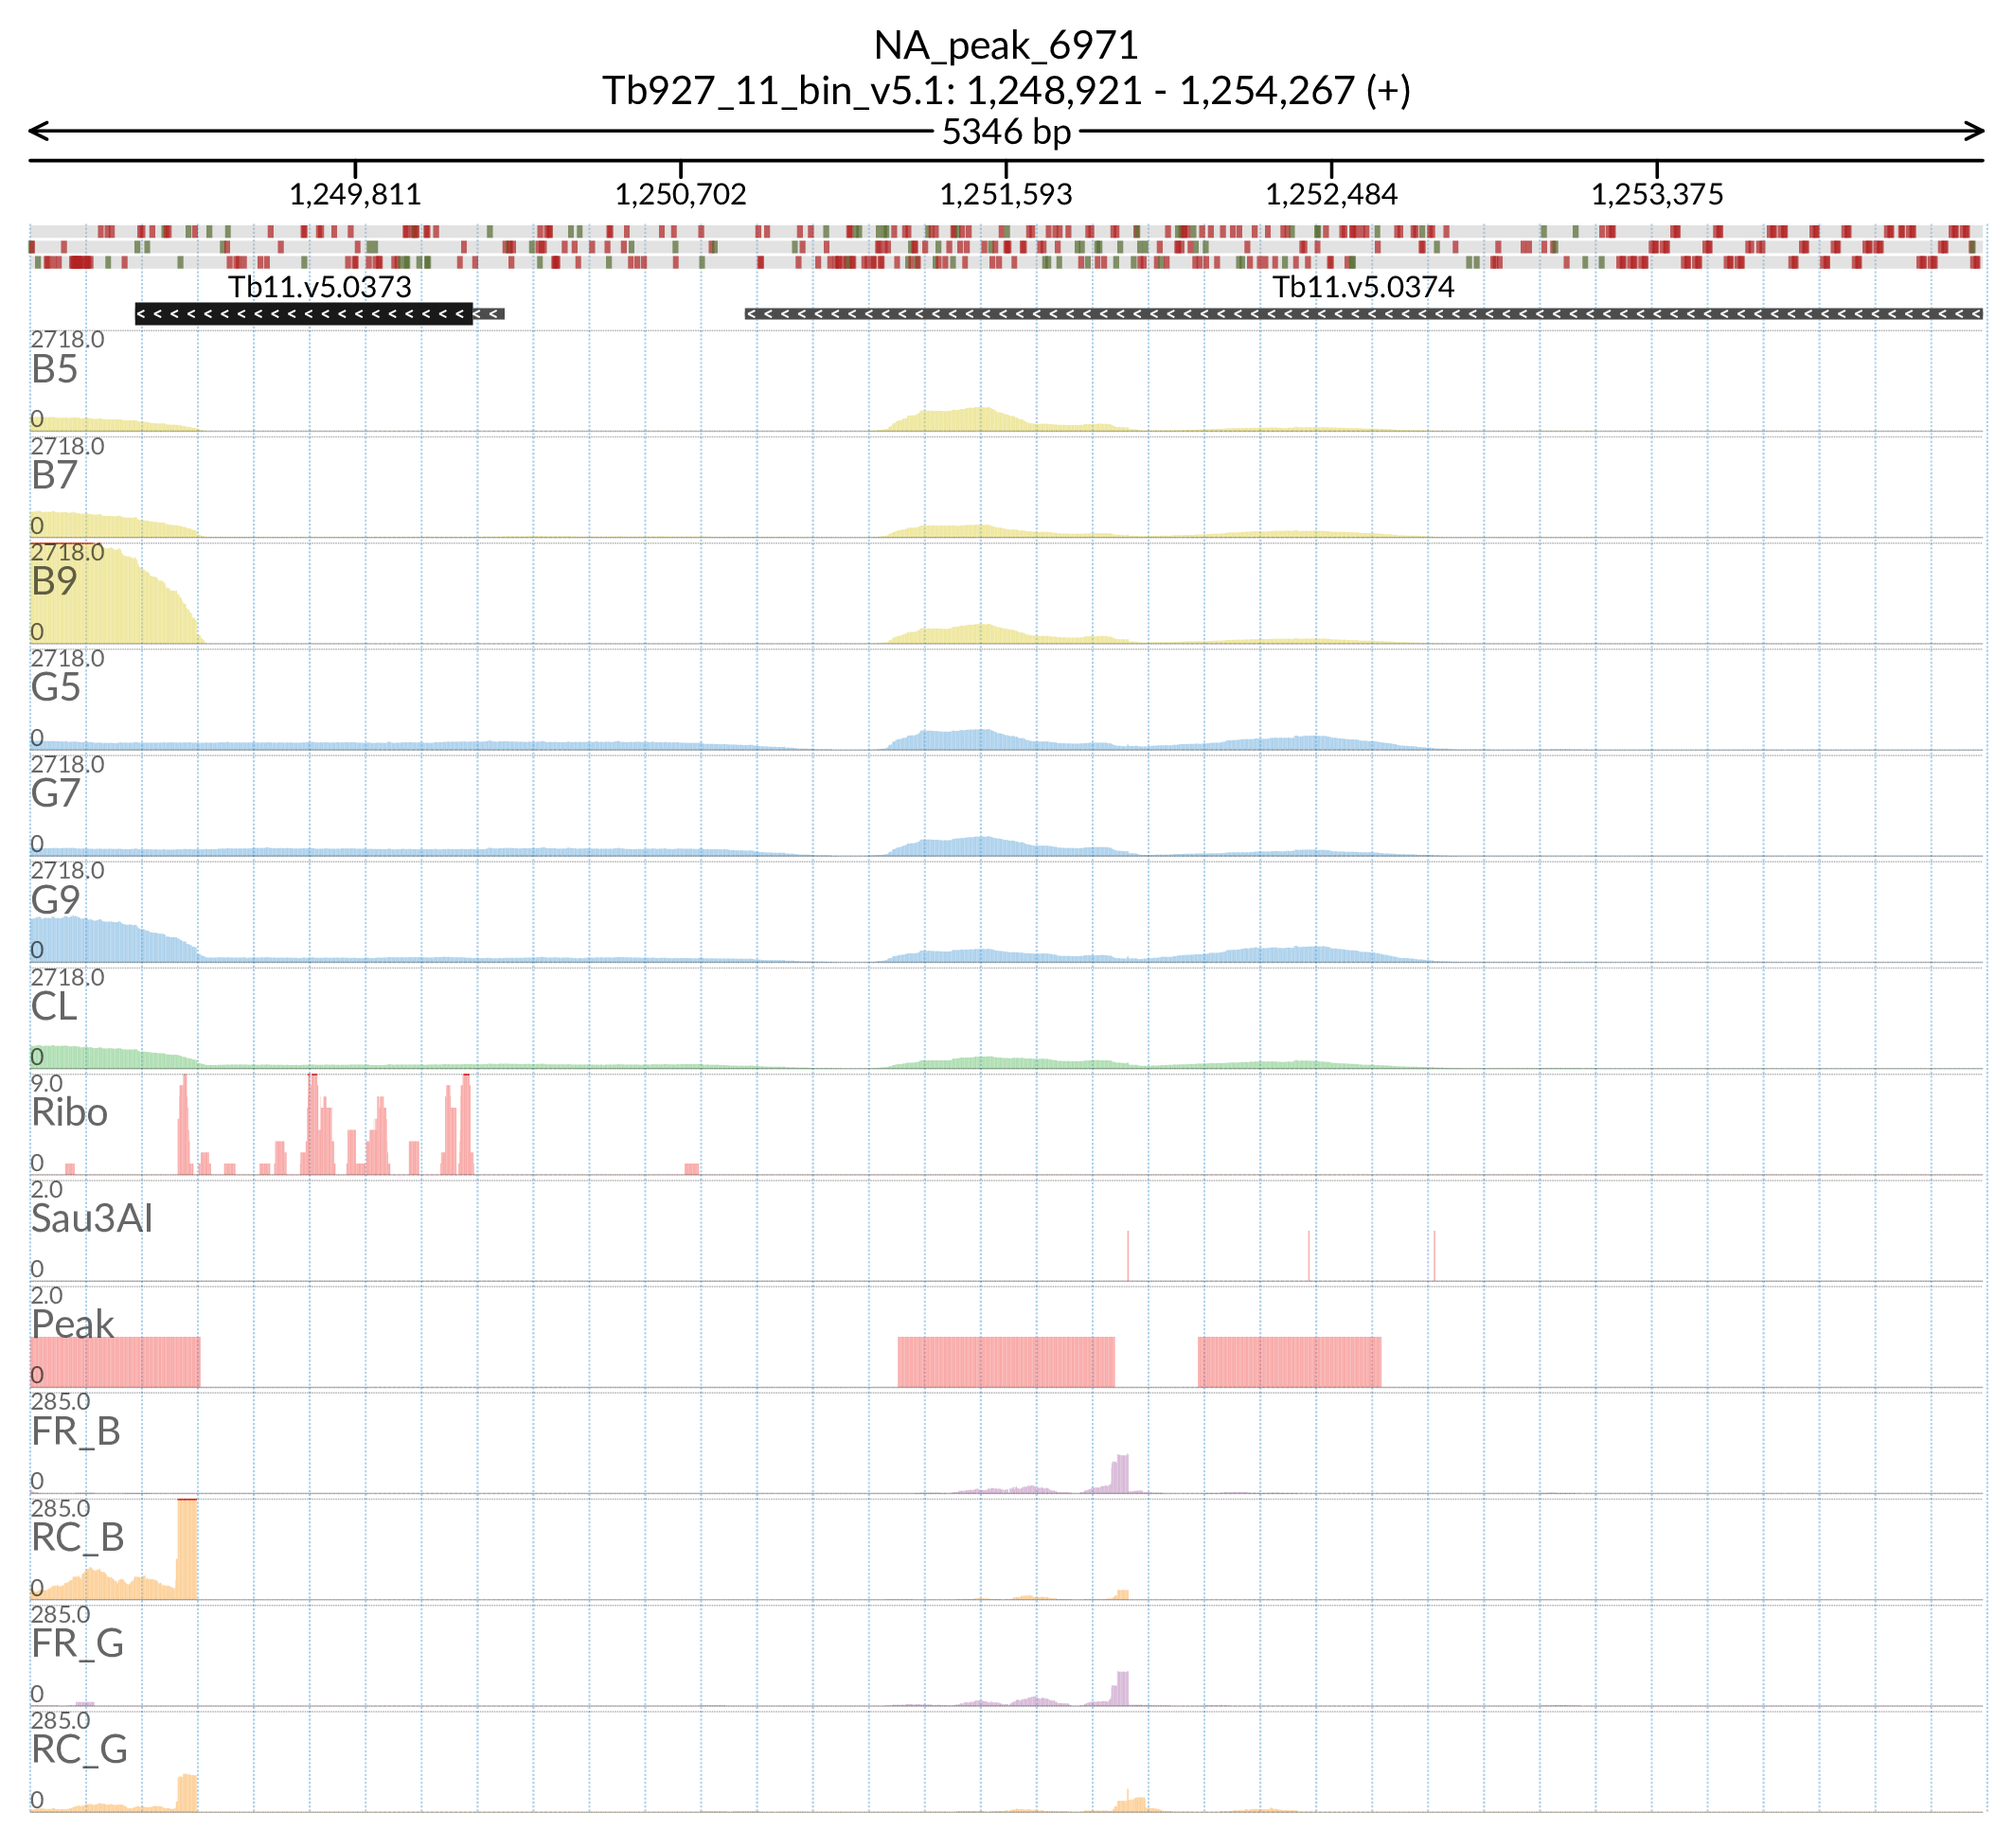 NA_peak_6971
Tb927_11_bin_v5.1: 1,248,921 - 1,254,267 (+)
5346 bp
1,249,811 1,250,702 1,251,593 1,252,484 1,253,375
Tb11.v5.0373 Tb11.v5.0374
2718.0
B5
0
2718.0
B7
0
2718.0
B9
0
2718.0
G5
0
2718.0
G7
0
2718.0
G9
0
2718.0
CL
0
9.0
Ribo
0
2.0
Sau3AI
0
2.0
Peak
0
285.0
FR_B
0
285.0
RC_B
0
285.0
FR_G
0
285.0
RC_G
0